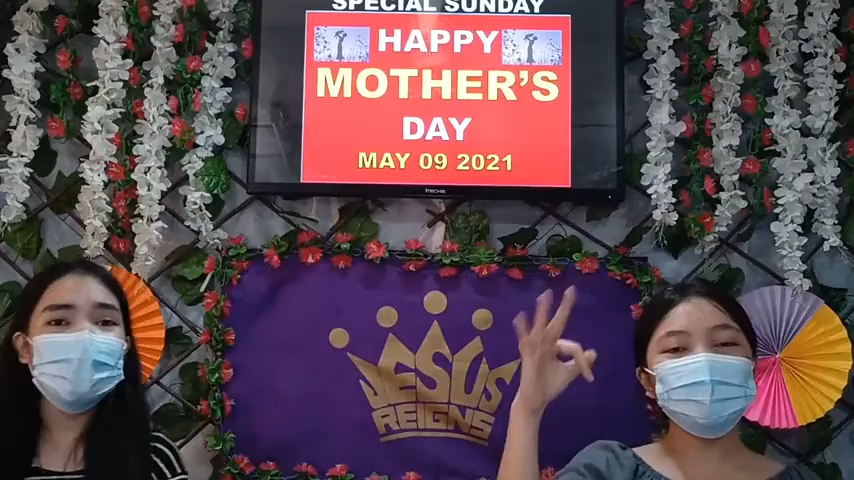 SPECIAL SUNDAY
HAPPY
MOTHER'S
DAY
MAY 09 2021
JESUS
REIGNS